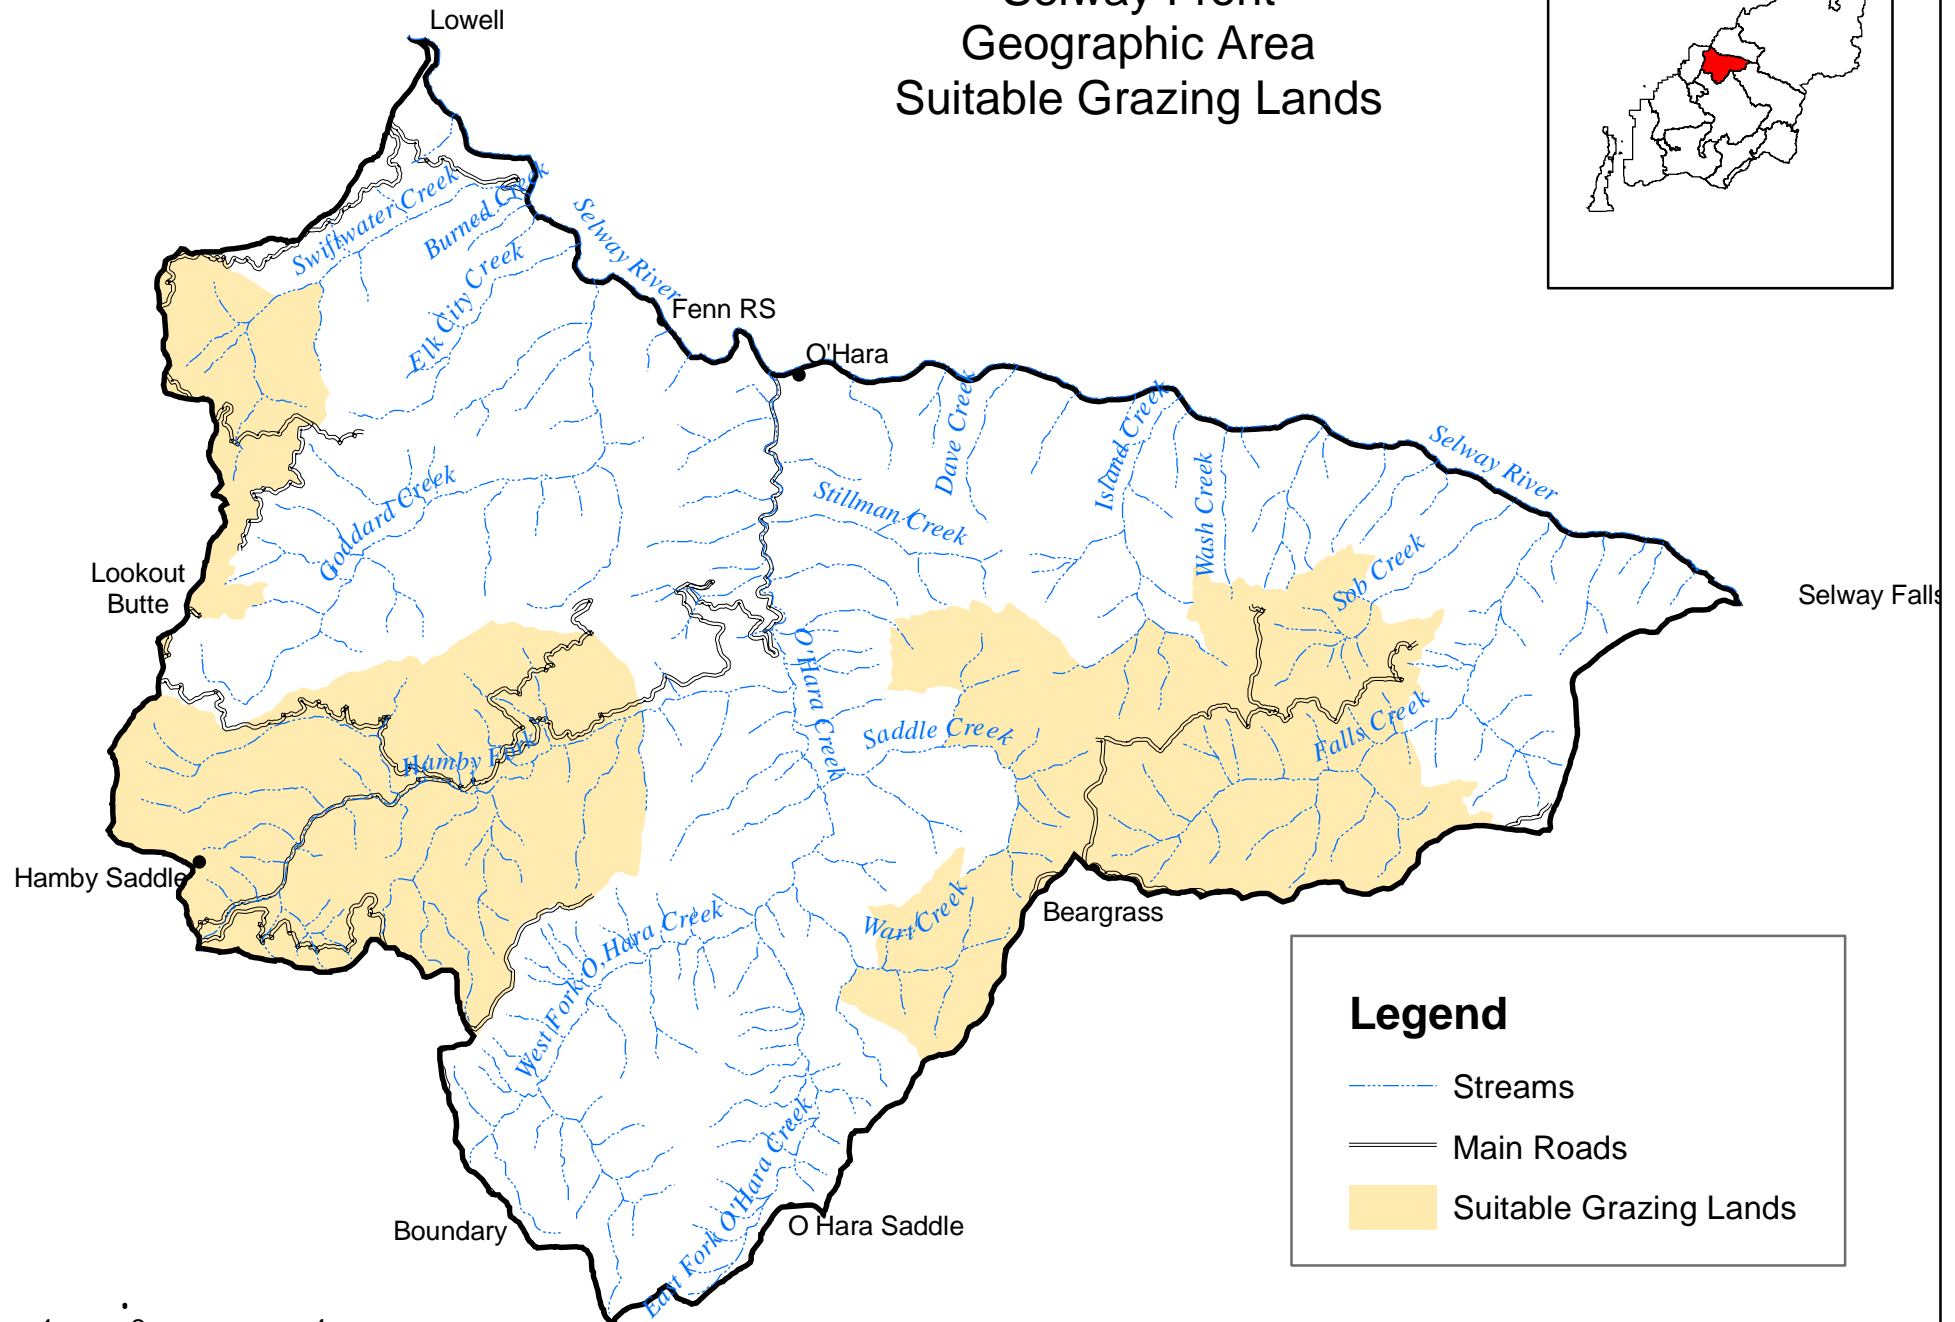 Selway Front
Geographic Area
Suitable Grazing Lands
Lowell
Swiftwater Creek
Burned Creek
Elk City Creek
Selway River
Fenn RS
O'Hara
Dave Creek
Island Creek
Wash Creek
Selway River
Goddard Creek
Stillman Creek
Sob Creek
Lookout
Butte
Selway Falls
O'Hara Creek
Saddle Creek
Falls Creek
Hamby Fork
Hamby Saddle
Wart Creek
Beargrass
West Fork O'Hara Creek
East Fork O'Hara Creek
Boundary
O Hara Saddle
Legend
Streams
Main Roads
Suitable Grazing Lands